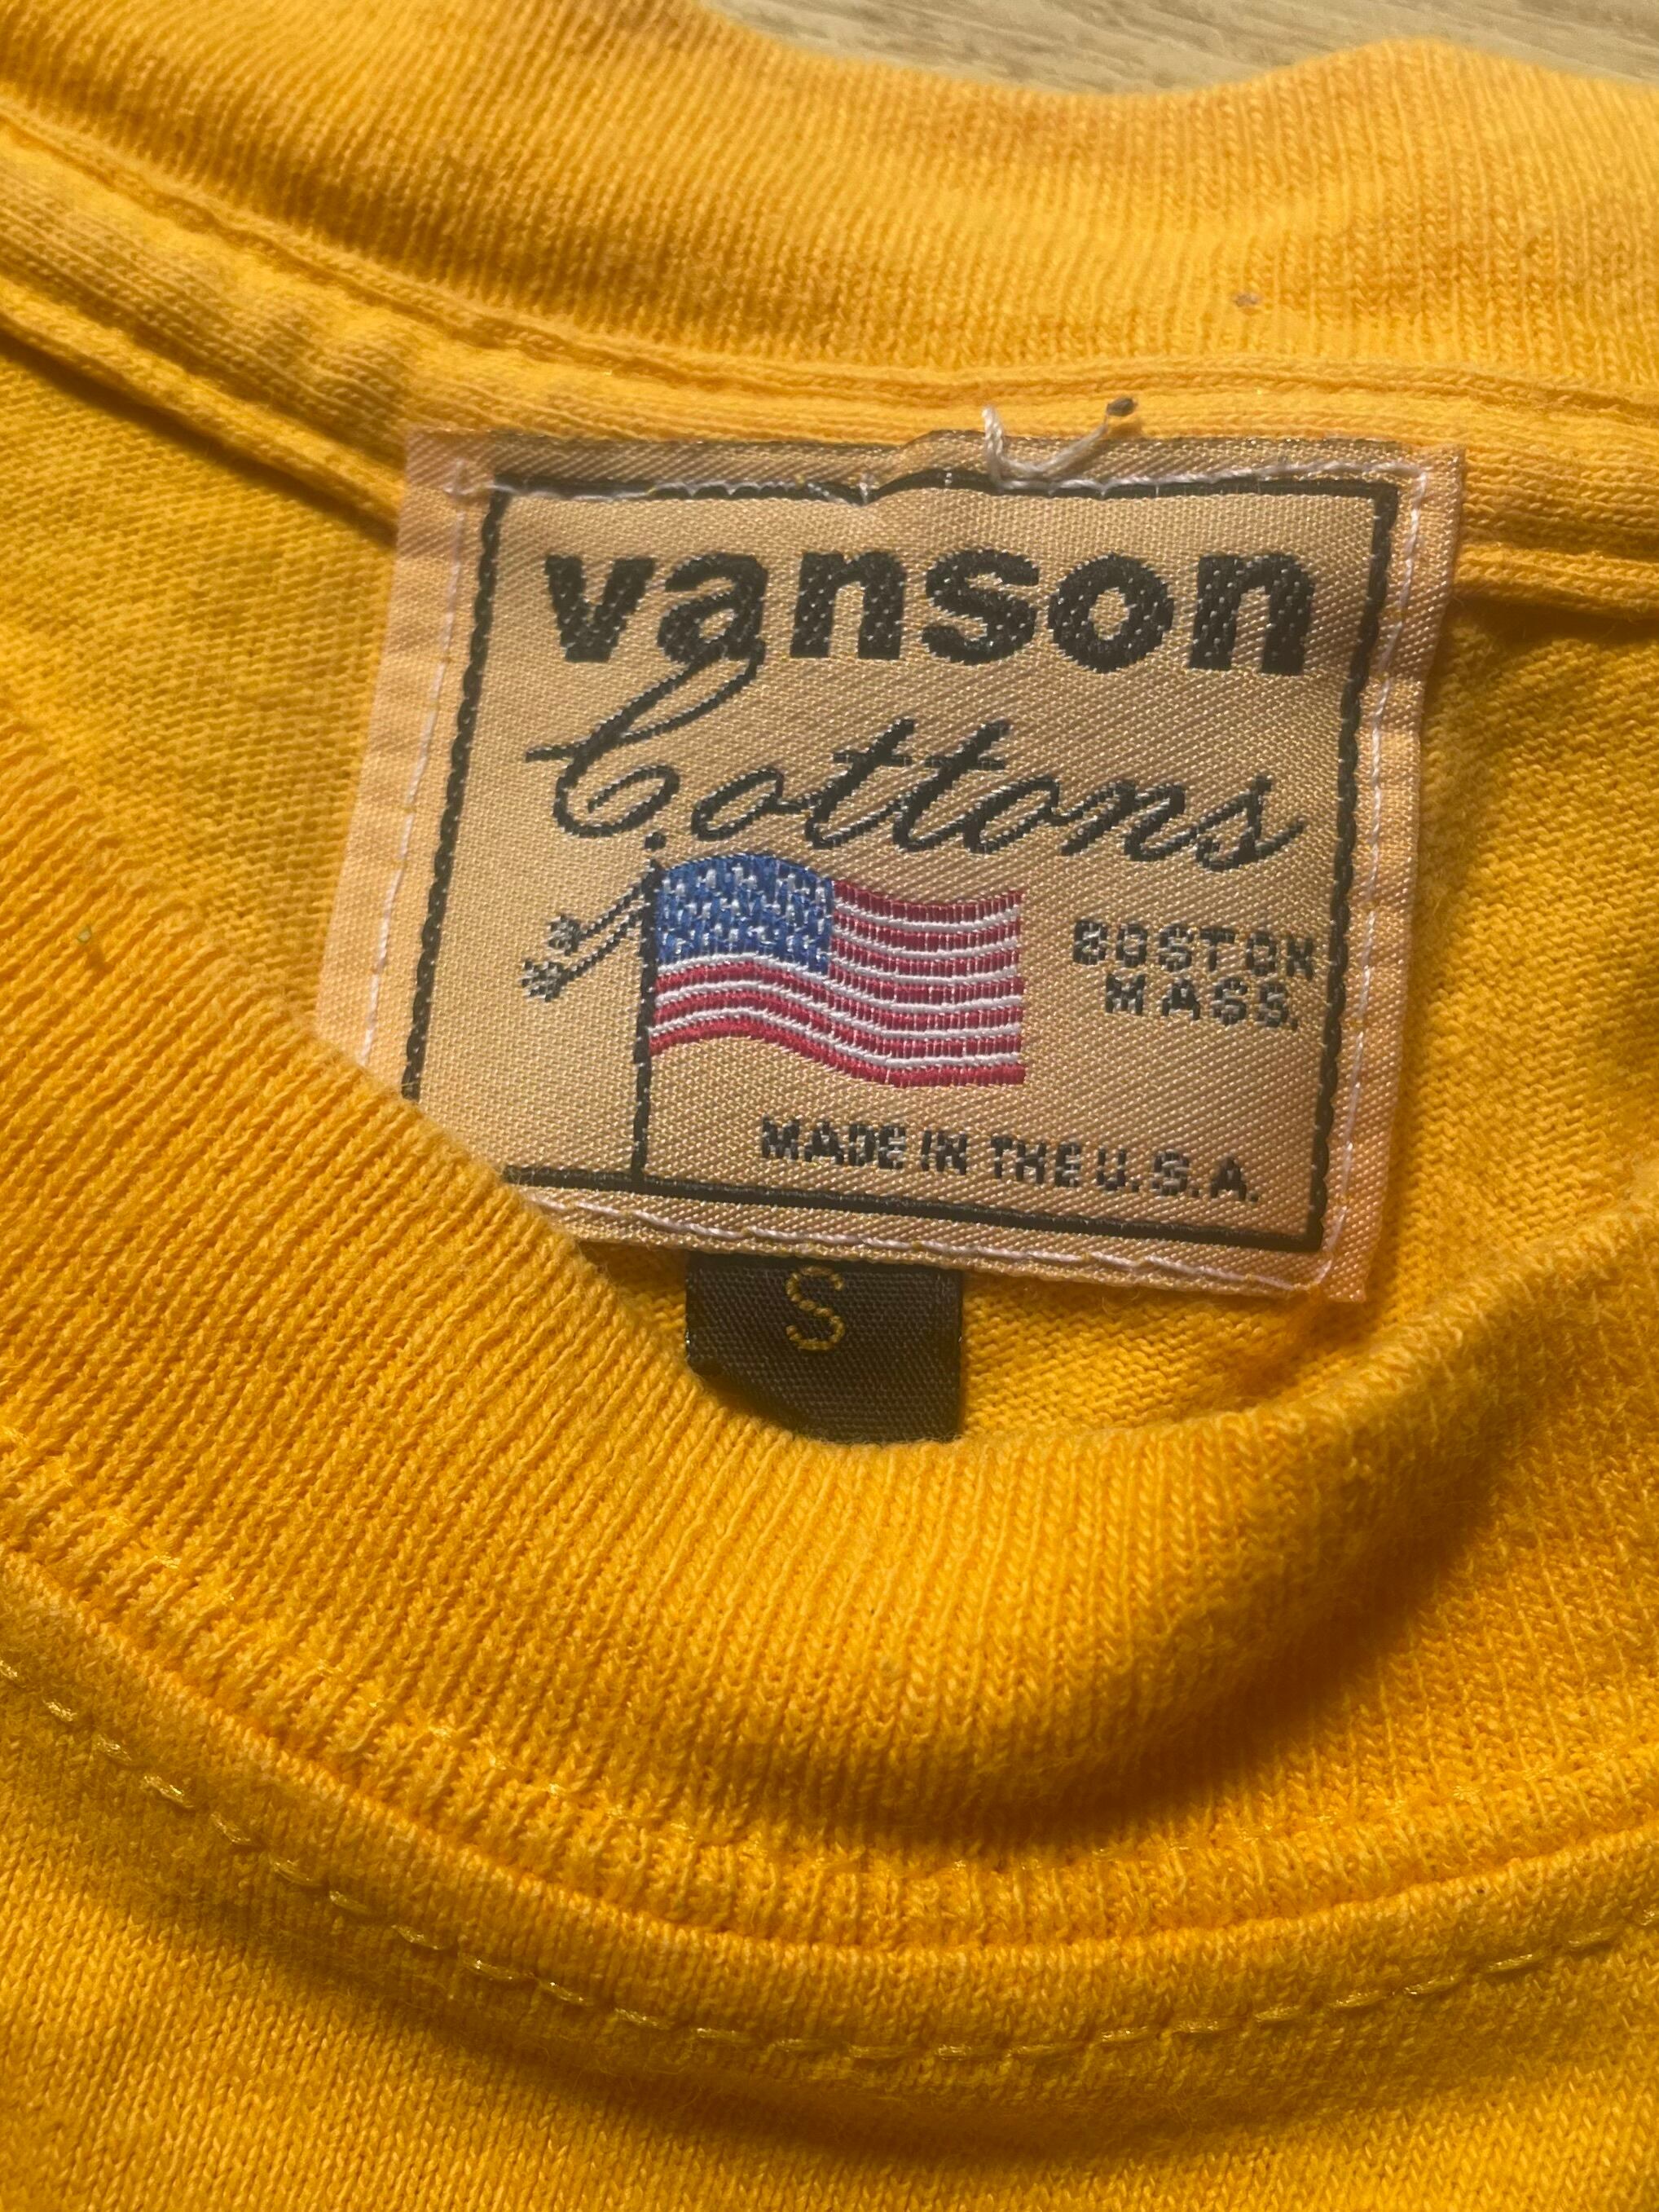 vanson
Cottons
BOSTON
MASS.
MADE IN THE U.S.A.
S